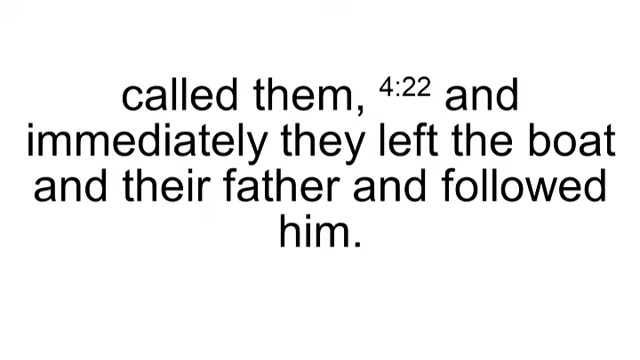 called them, 4:22 and
immediately they left the boat
and their father and followed
him.